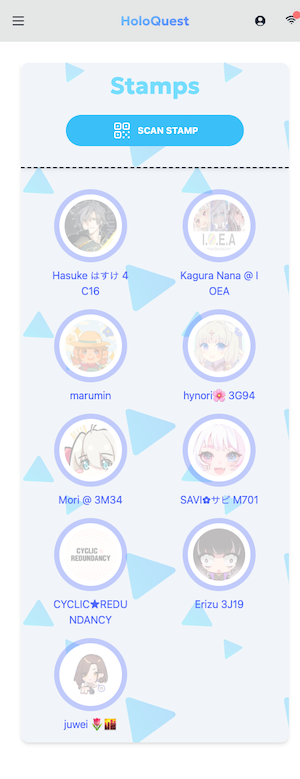 HoloQuest
Stamps
SCAN STAMP
Hasuke はすけ 4
C16
Kagura Nana @ I
OEA
I.O.E.A
marumin
hynori🌸 3G94
Mori @ 3M34
SAVI✿サビ M701
CYCLIC
REDUNDANCY
CYCLIC★REDU
NDANCY
Erizu 3J19
juwei 🌷🌇